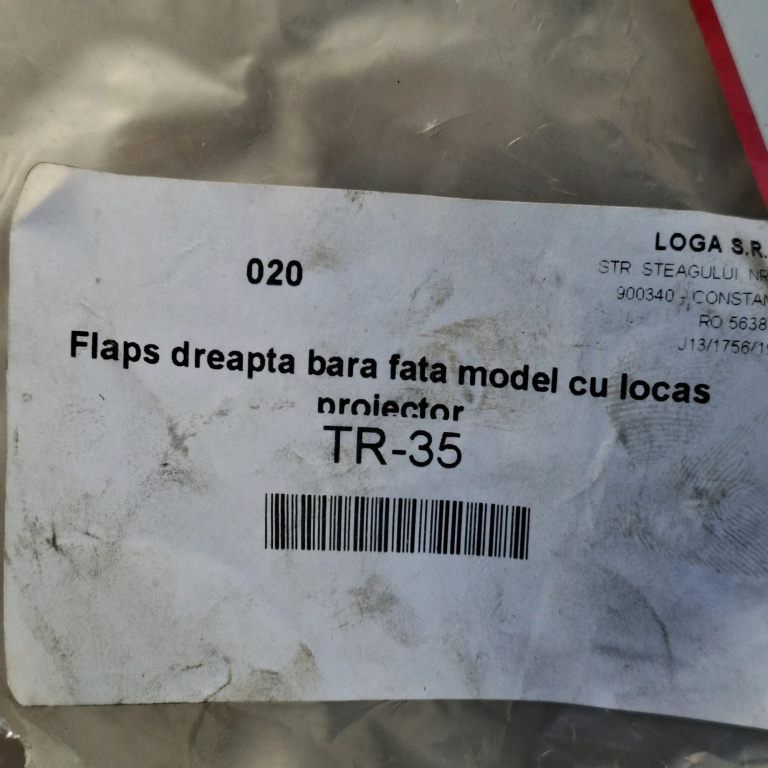 020
LOGA S.R.
STR. STEAGULUI, NR
900340 - CONSTAN
RO 5638
J13/1756/19
Flaps dreapta bara fata model cu locas
proiector
TR-35